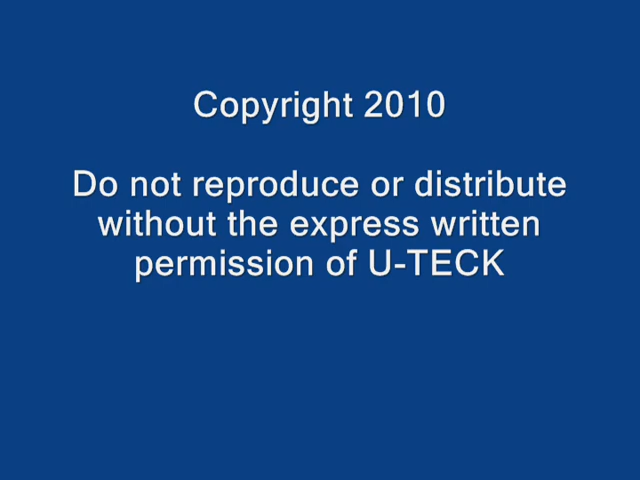 Copyright 2010
Do not reproduce or distribute
without the express written
permission of U-TECK